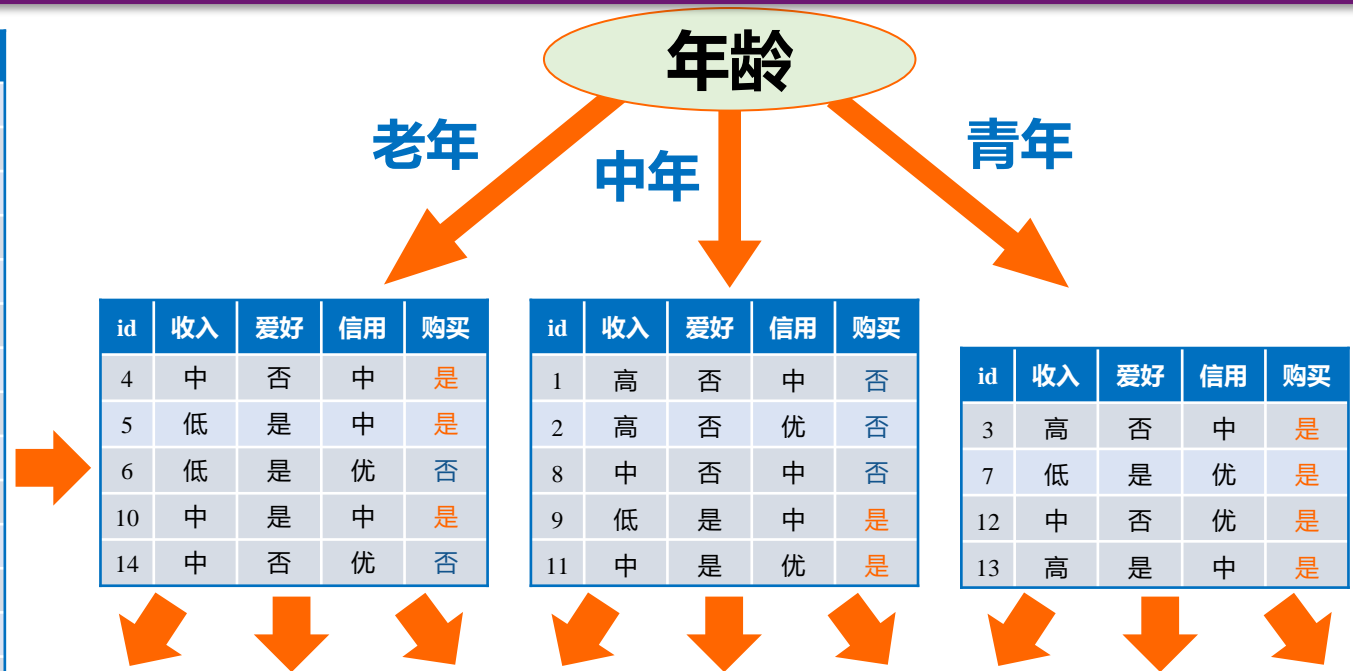 年龄
老年
中年
青年
id 收入 爱好 信用 购买
4 中 否 中 是
5 低 是 中 是
6 低 是 优 否
10 中 是 中 是
14 中 否 优 否
id 收入 爱好 信用 购买
1 高 否 中 否
2 高 否 优 否
8 中 否 中 否
9 低 是 中 是
11 中 是 优 是
id 收入 爱好 信用 购买
3 高 否 中 是
7 低 是 优 是
12 中 否 优 是
13 高 是 中 是